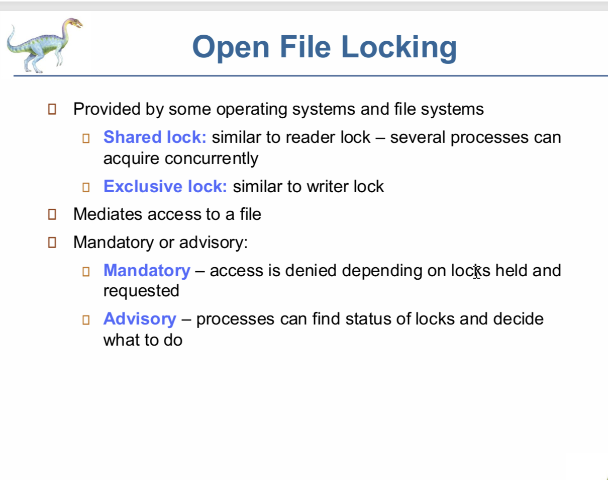 Open File Locking
Provided by some operating systems and file systems
Shared lock: similar to reader lock – several processes can
acquire concurrently
Exclusive lock: similar to writer lock
Mediates access to a file
Mandatory or advisory:
Mandatory – access is denied depending on locks held and
requested
Advisory – processes can find status of locks and decide
what to do